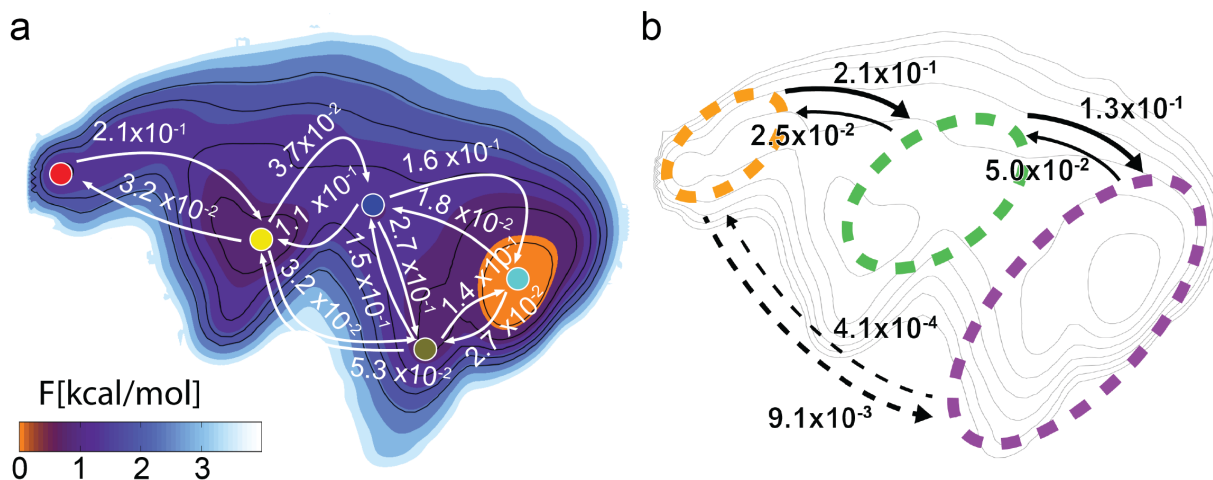 a
2.1x10⁻¹
3.7x10⁻²
1.6 x10⁻¹
3.2 x10⁻²
1.1 x10⁻¹
1.8 x10⁻²
2.7 x10⁻¹
1.5 x10⁻¹
1.4 x10⁻¹
3.2 x10⁻²
2.7 x10⁻²
5.3 x10⁻²
F[kcal/mol]
0 1 2 3
b
2.1x10⁻¹
1.3x10⁻¹
2.5x10⁻²
5.0x10⁻²
4.1x10⁻⁴
9.1x10⁻³